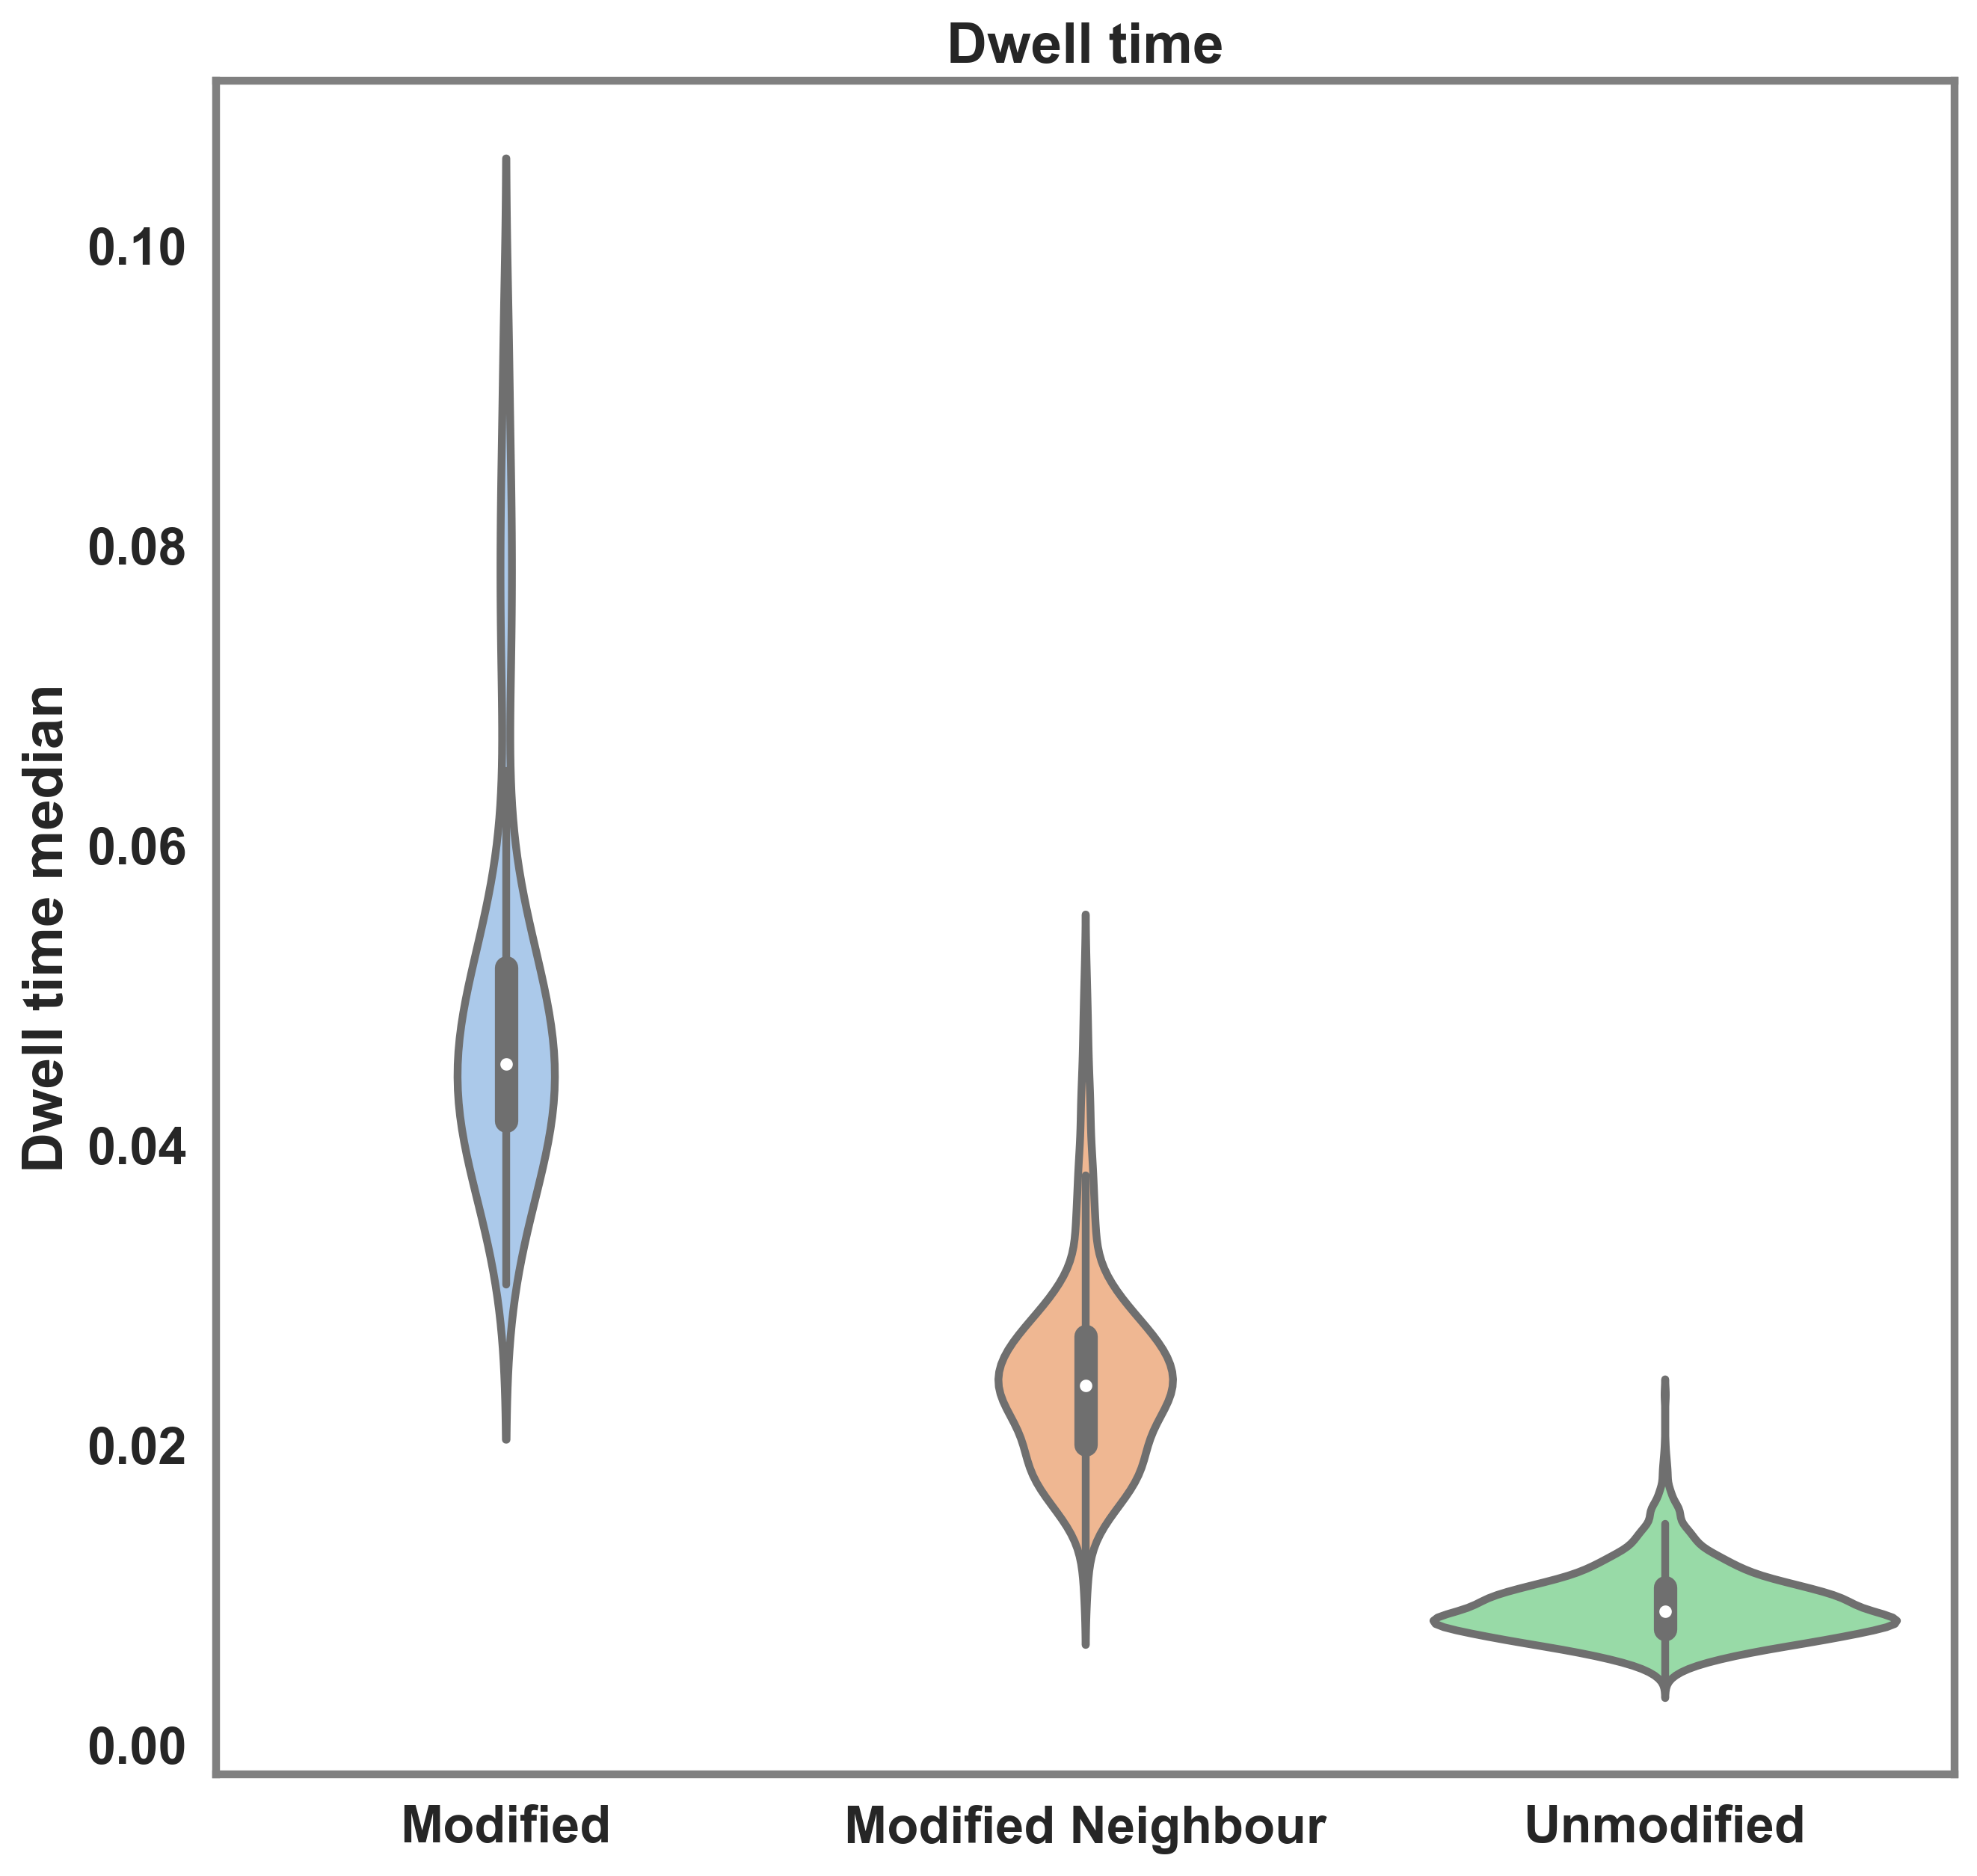 Dwell time
Dwell time median
0.10
0.08
0.06
0.04
0.02
0.00
Modified
Modified Neighbour
Unmodified